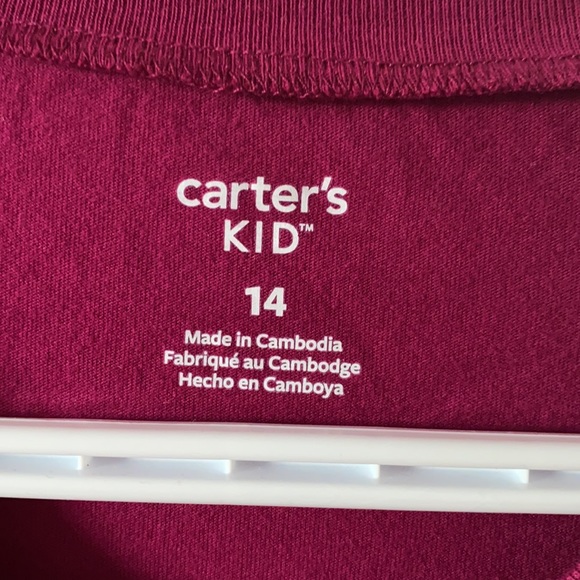 carter's
KID™
14
Made in Cambodia
Fabriqué au Cambodge
Hecho en Camboya